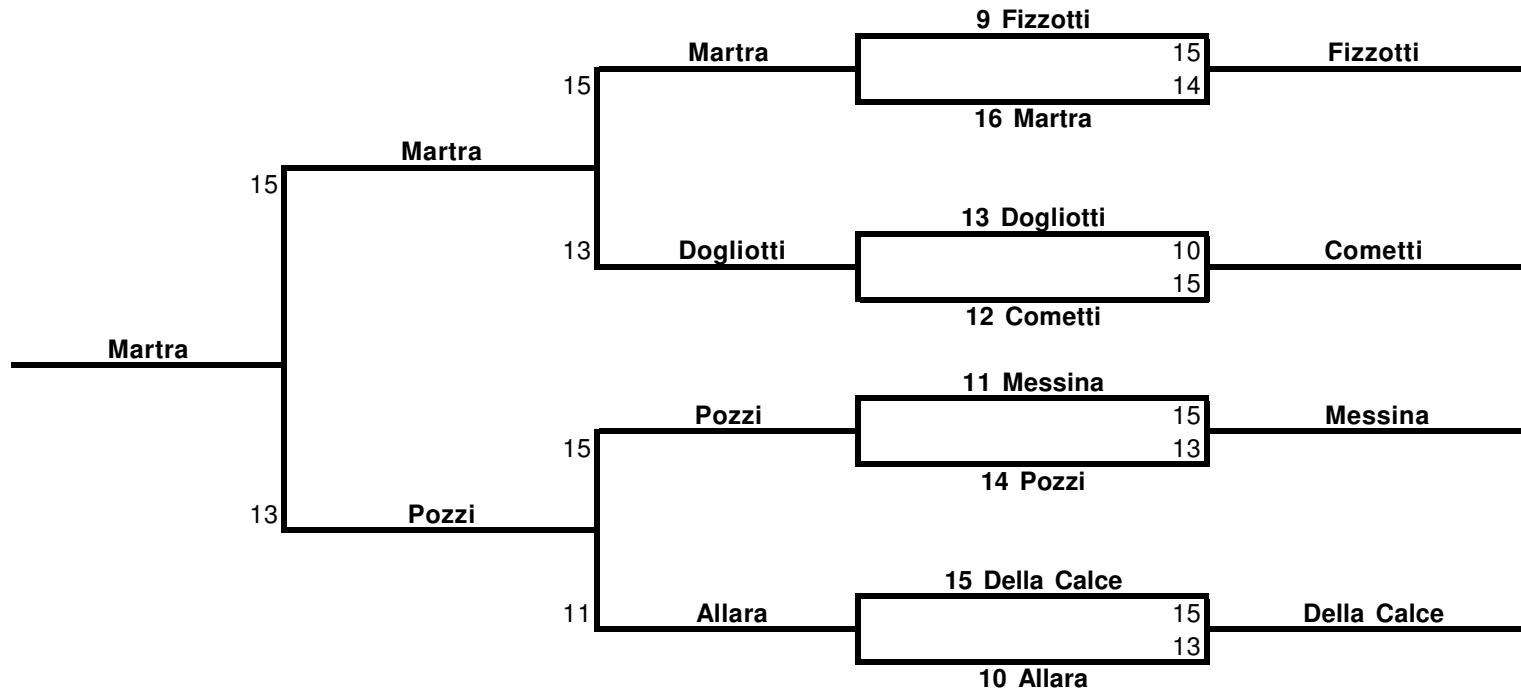 9 Fizzotti
Martra 15 Fizzotti
15 14
16 Martra
Martra
15
13 Dogliotti
13 Dogliotti 10 Cometti
15
12 Cometti
Martra
11 Messina
Pozzi 15 Messina
15 13
14 Pozzi
13 Pozzi
15 Della Calce
11 Allara 15 Della Calce
13
10 Allara